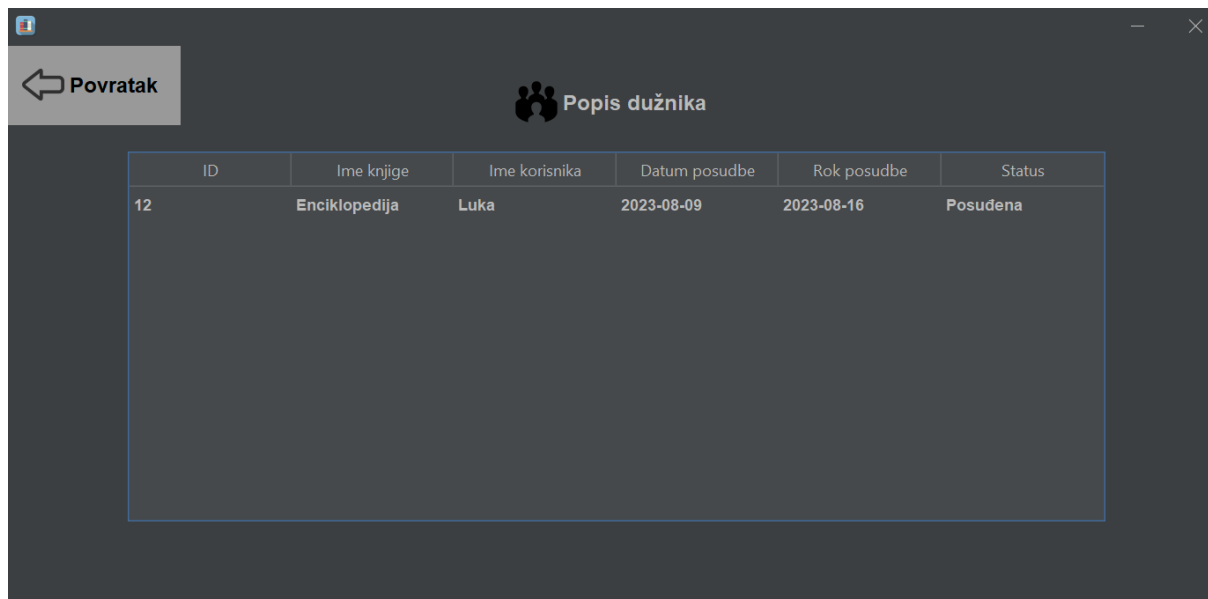 Povratak
Popis dužnika
ID Ime knjige Ime korisnika Datum posudbe Rok posudbe Status
12 Enciklopedija Luka 2023-08-09 2023-08-16 Posuđena